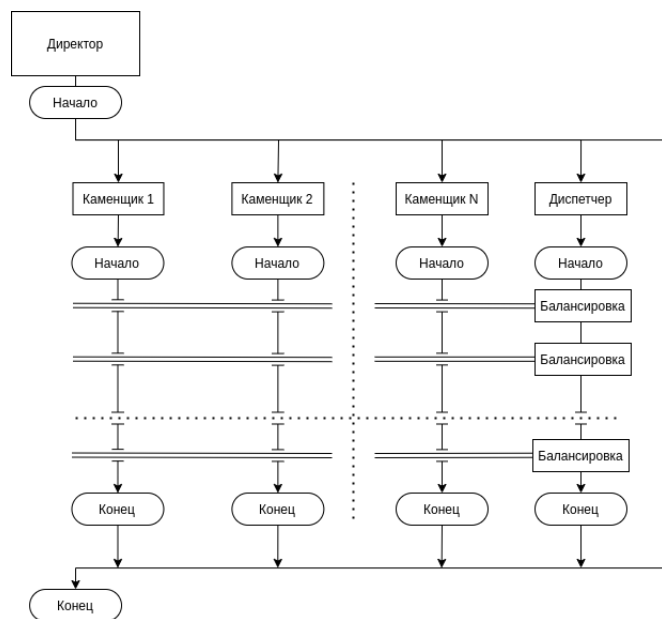 Директор
Начало
Каменщик 1
Каменщик 2
Каменщик N
Диспетчер
Начало
Начало
Начало
Начало
Балансировка
Балансировка
Балансировка
Конец
Конец
Конец
Конец
Конец